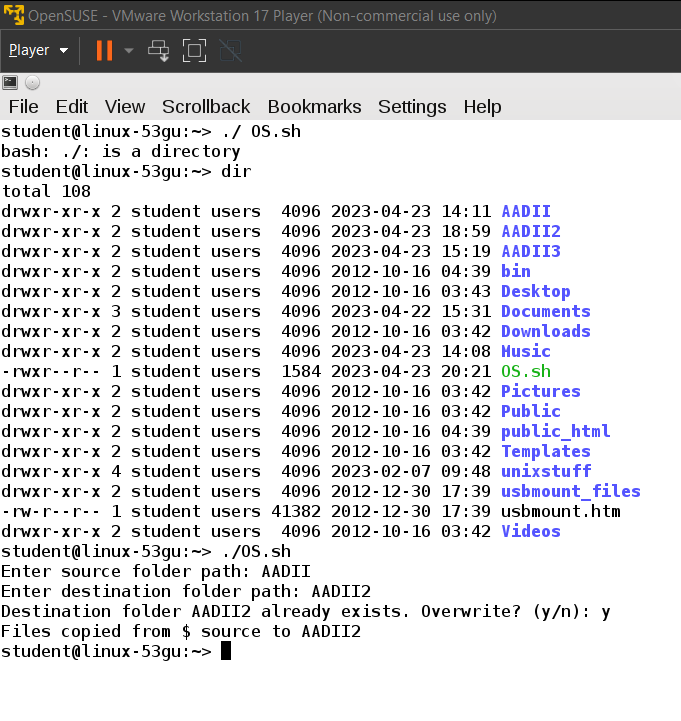 OpenSUSE - VMware Workstation 17 Player (Non-commercial use only)
Player
File Edit View Scrollback Bookmarks Settings Help
student@linux-53gu:~> ./ OS.sh
bash: ./: is a directory
student@linux-53gu:~> dir
total 108
drwxr-xr-x 2 student users  4096 2023-04-23 14:11 AADII
drwxr-xr-x 2 student users  4096 2023-04-23 18:59 AADII2
drwxr-xr-x 2 student users  4096 2023-04-23 15:19 AADII3
drwxr-xr-x 2 student users  4096 2012-10-16 04:39 bin
drwxr-xr-x 2 student users  4096 2012-10-16 03:43 Desktop
drwxr-xr-x 3 student users  4096 2023-04-22 15:31 Documents
drwxr-xr-x 2 student users  4096 2012-10-16 03:42 Downloads
drwxr-xr-x 2 student users  4096 2023-04-23 14:08 Music
-rwxr--r-- 1 student users  1584 2023-04-23 20:21 OS.sh
drwxr-xr-x 2 student users  4096 2012-10-16 03:42 Pictures
drwxr-xr-x 2 student users  4096 2012-10-16 03:42 Public
drwxr-xr-x 2 student users  4096 2012-10-16 04:39 public_html
drwxr-xr-x 2 student users  4096 2012-10-16 03:42 Templates
drwxr-xr-x 4 student users  4096 2023-02-07 09:48 unixstuff
drwxr-xr-x 2 student users  4096 2012-12-30 17:39 usbmount_files
-rw-r--r-- 1 student users 41382 2012-12-30 17:39 usbmount.htm
drwxr-xr-x 2 student users  4096 2012-10-16 03:42 Videos
student@linux-53gu:~> ./OS.sh
Enter source folder path: AADII
Enter destination folder path: AADII2
Destination folder AADII2 already exists. Overwrite? (y/n): y
Files copied from $ source to AADII2
student@linux-53gu:~>